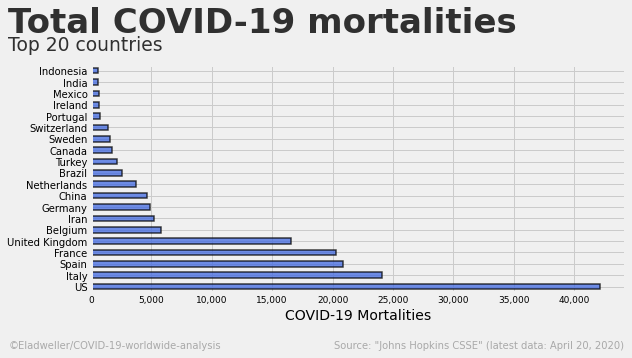 Total COVID-19 mortalities
Top 20 countries
Indonesia
India
Mexico
Ireland
Portugal
Switzerland
Sweden
Canada
Turkey
Brazil
Netherlands
China
Germany
Iran
Belgium
United Kingdom
France
Spain
Italy
US
0 5,000 10,000 15,000 20,000 25,000 30,000 35,000 40,000
COVID-19 Mortalities
©Eladweller/COVID-19-worldwide-analysis Source: "Johns Hopkins CSSE" (latest data: April 20, 2020)